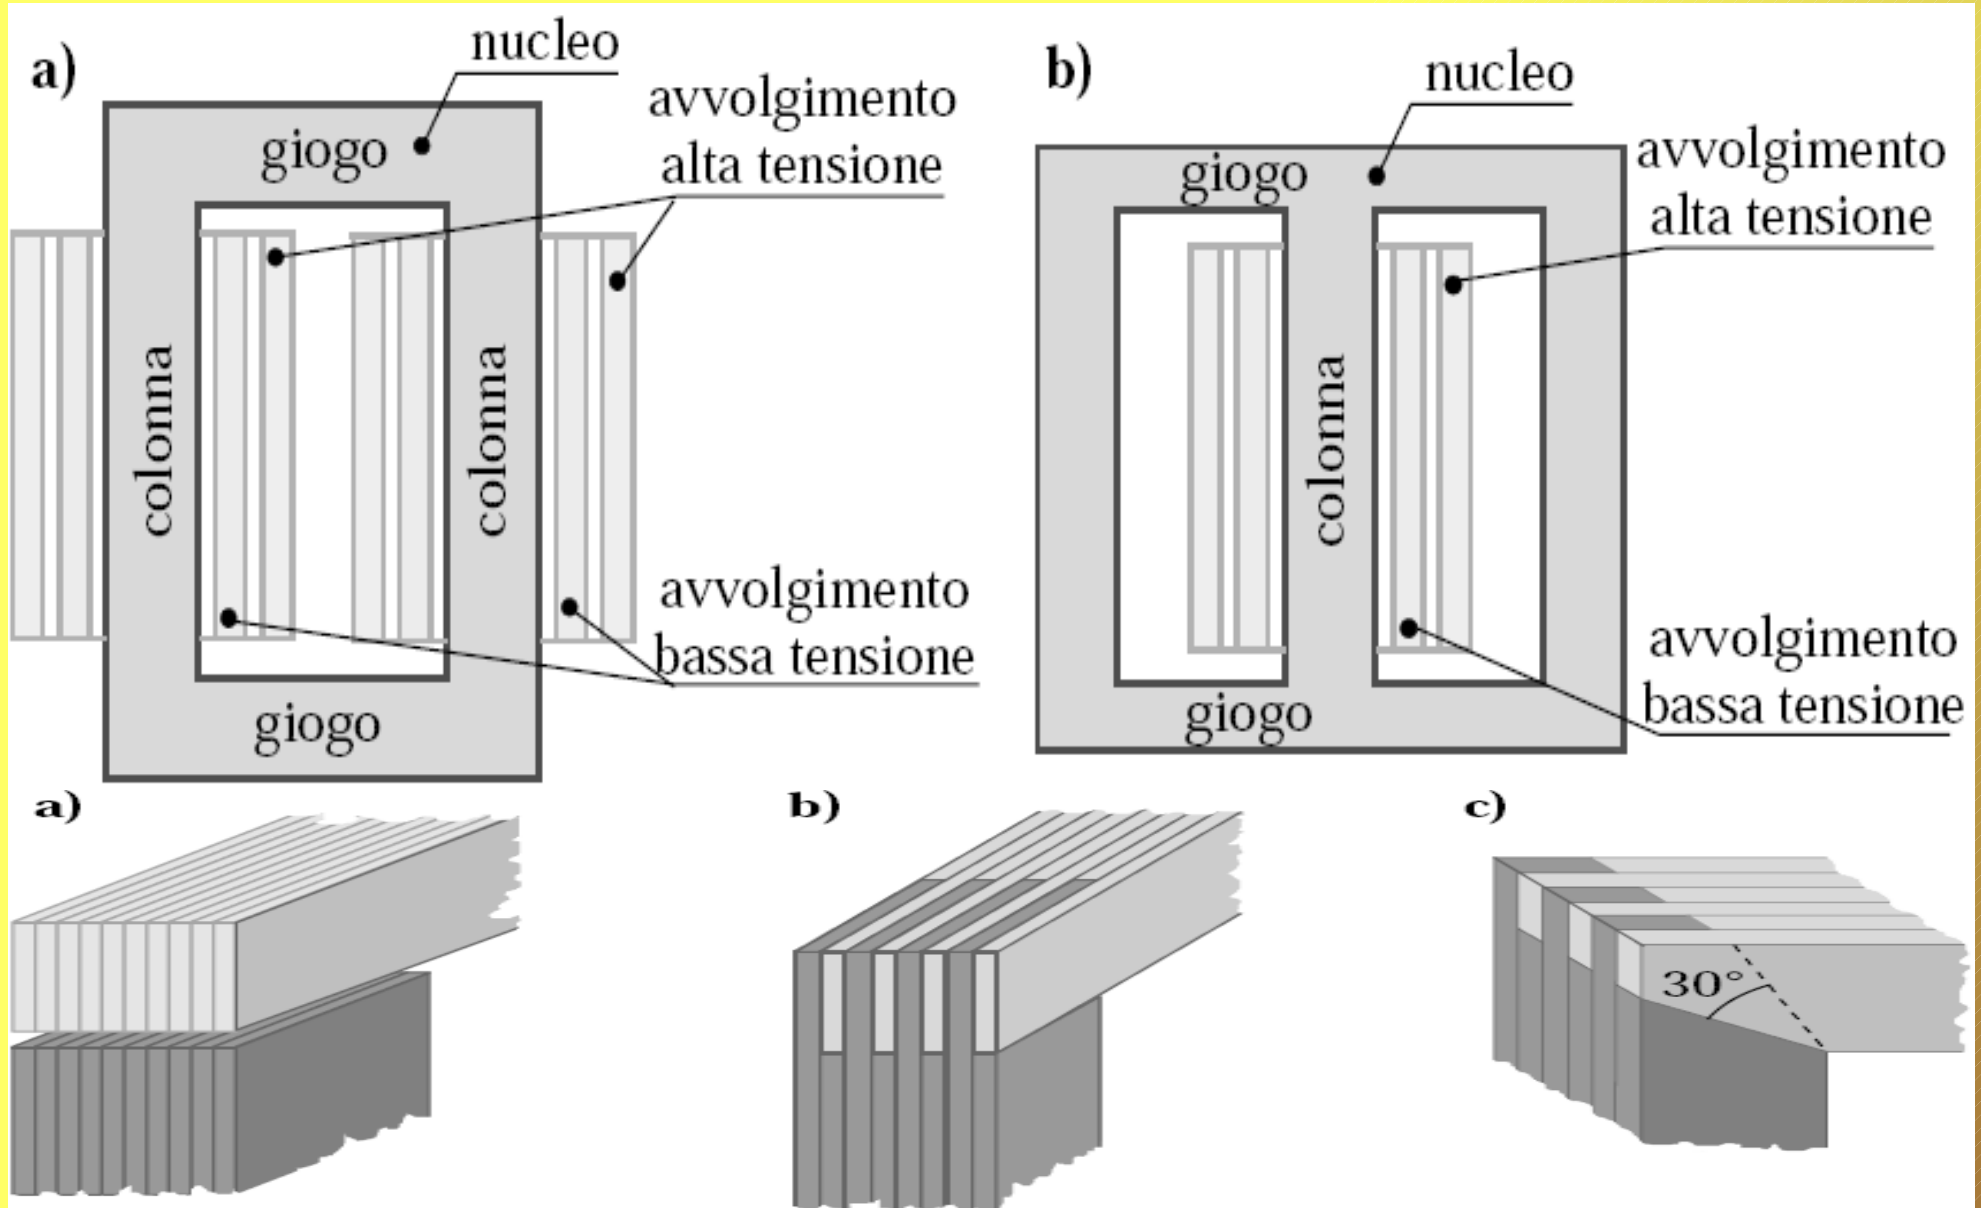 a)
nucleo
avvolgimento
alta tensione
giogo
colonna
colonna
avvolgimento
bassa tensione
giogo
b)
nucleo
giogo
avvolgimento
alta tensione
colonna
avvolgimento
bassa tensione
giogo
a)
b)
c)
30°